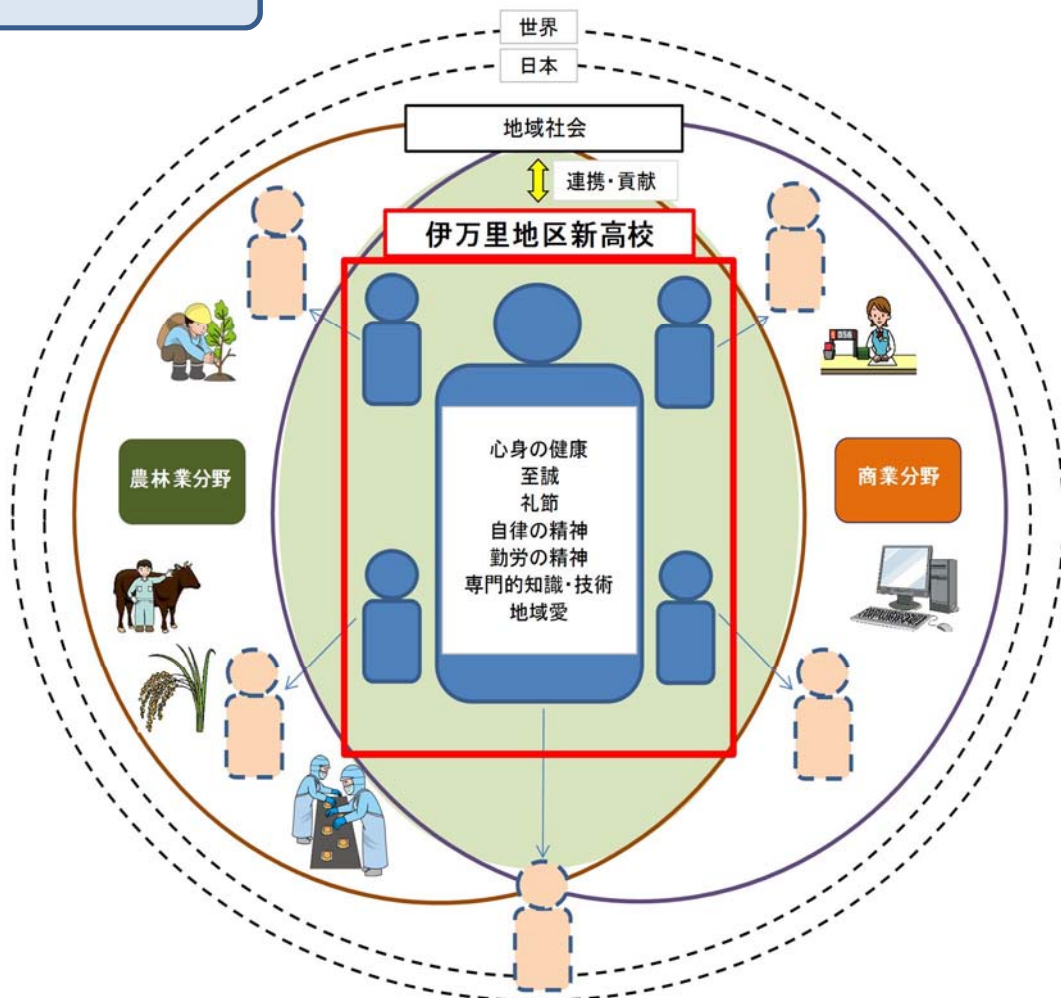 世界
日本
地域社会
連携・貢献
伊万里地区新高校
農林業分野
心身の健康
至誠
礼節
自律の精神
勤労の精神
専門的知識・技術
地域愛
商業分野
056